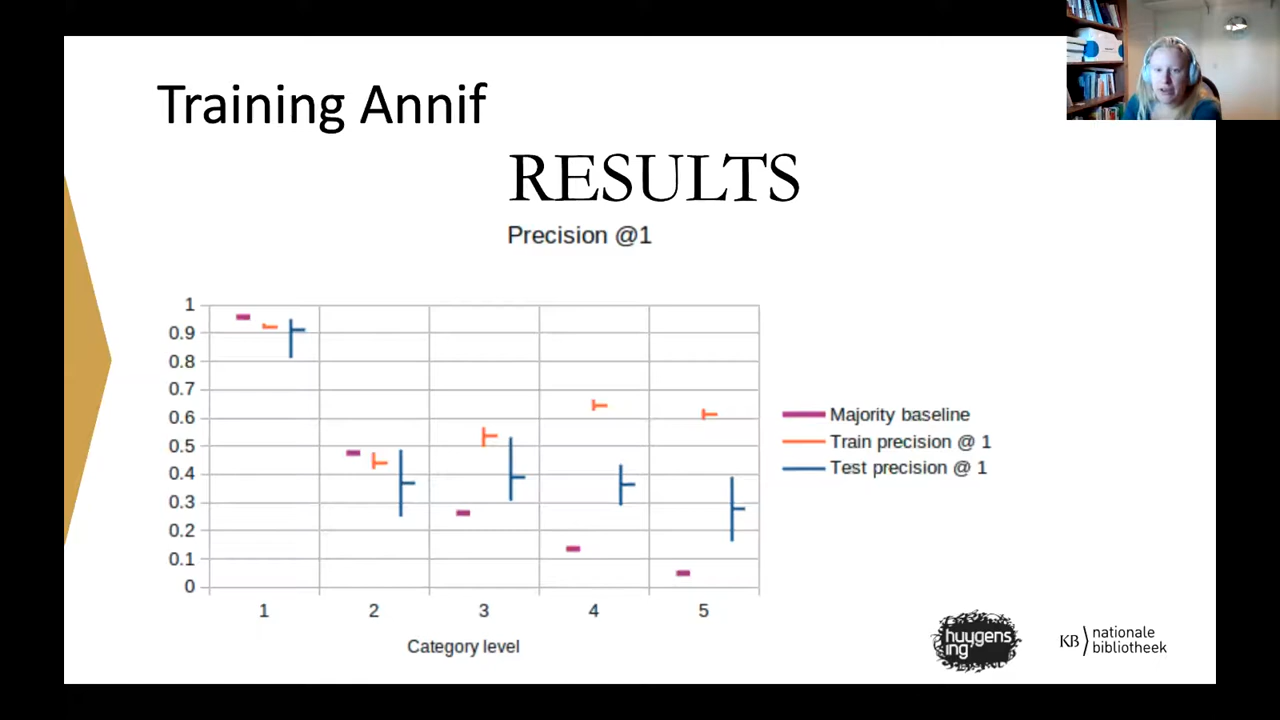 Training Annif
RESULTS
Precision @1
1
0.9
0.8
0.7
0.6
0.5
0.4
0.3
0.2
0.1
0
1 2 3 4 5
Category level
Majority baseline
Train precision @ 1
Test precision @ 1
huygens
ing
KB nationale
bibliotheek